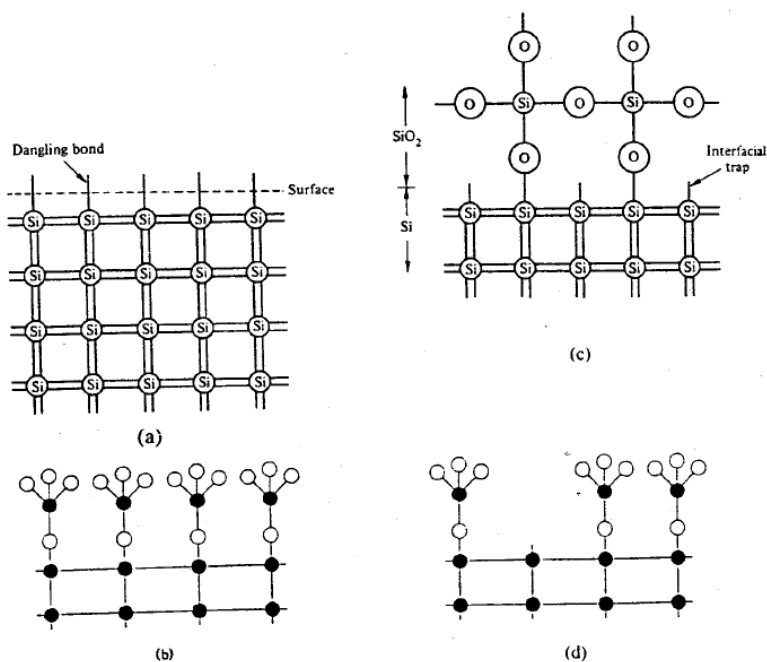 Dangling bond
Surface
Si Si Si Si Si
Si Si Si Si Si
Si Si Si Si Si
Si Si Si Si Si
(a)
O O
O Si O Si O
SiO₂
O O
Interfacial
trap
Si
Si Si Si Si Si
Si Si Si Si Si
(c)
(b)
(d)